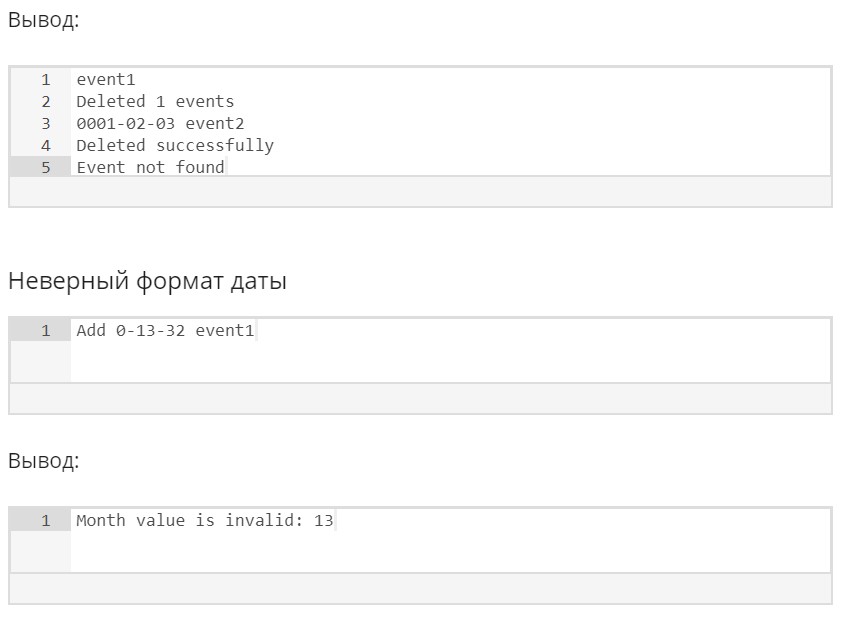 Вывод:
1 event1
2 Deleted 1 events
3 0001-02-03 event2
4 Deleted successfully
5 Event not found
Неверный формат даты
1 Add 0-13-32 event1
Вывод:
1 Month value is invalid: 13